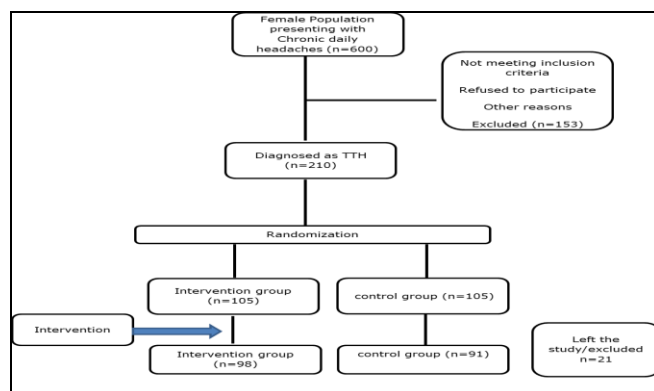 Female Population
presenting with
Chronic daily
headaches (n=600)
Not meeting inclusion
criteria
Refused to participate
Other reasons
Excluded (n=153)
Diagnosed as TTH
(n=210)
Randomization
Intervention group
(n=105)
control group (n=105)
Intervention
Intervention group
(n=98)
control group (n=91)
Left the
study/excluded
n=21